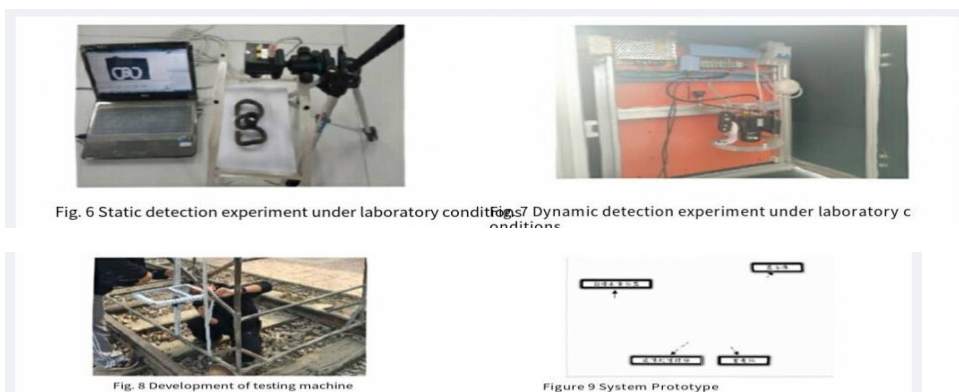 Fig. 6 Static detection experiment under laboratory conditions
Fig. 7 Dynamic detection experiment under laboratory c
onditions
Fig. 8 Development of testing machine
Figure 9 System Prototype